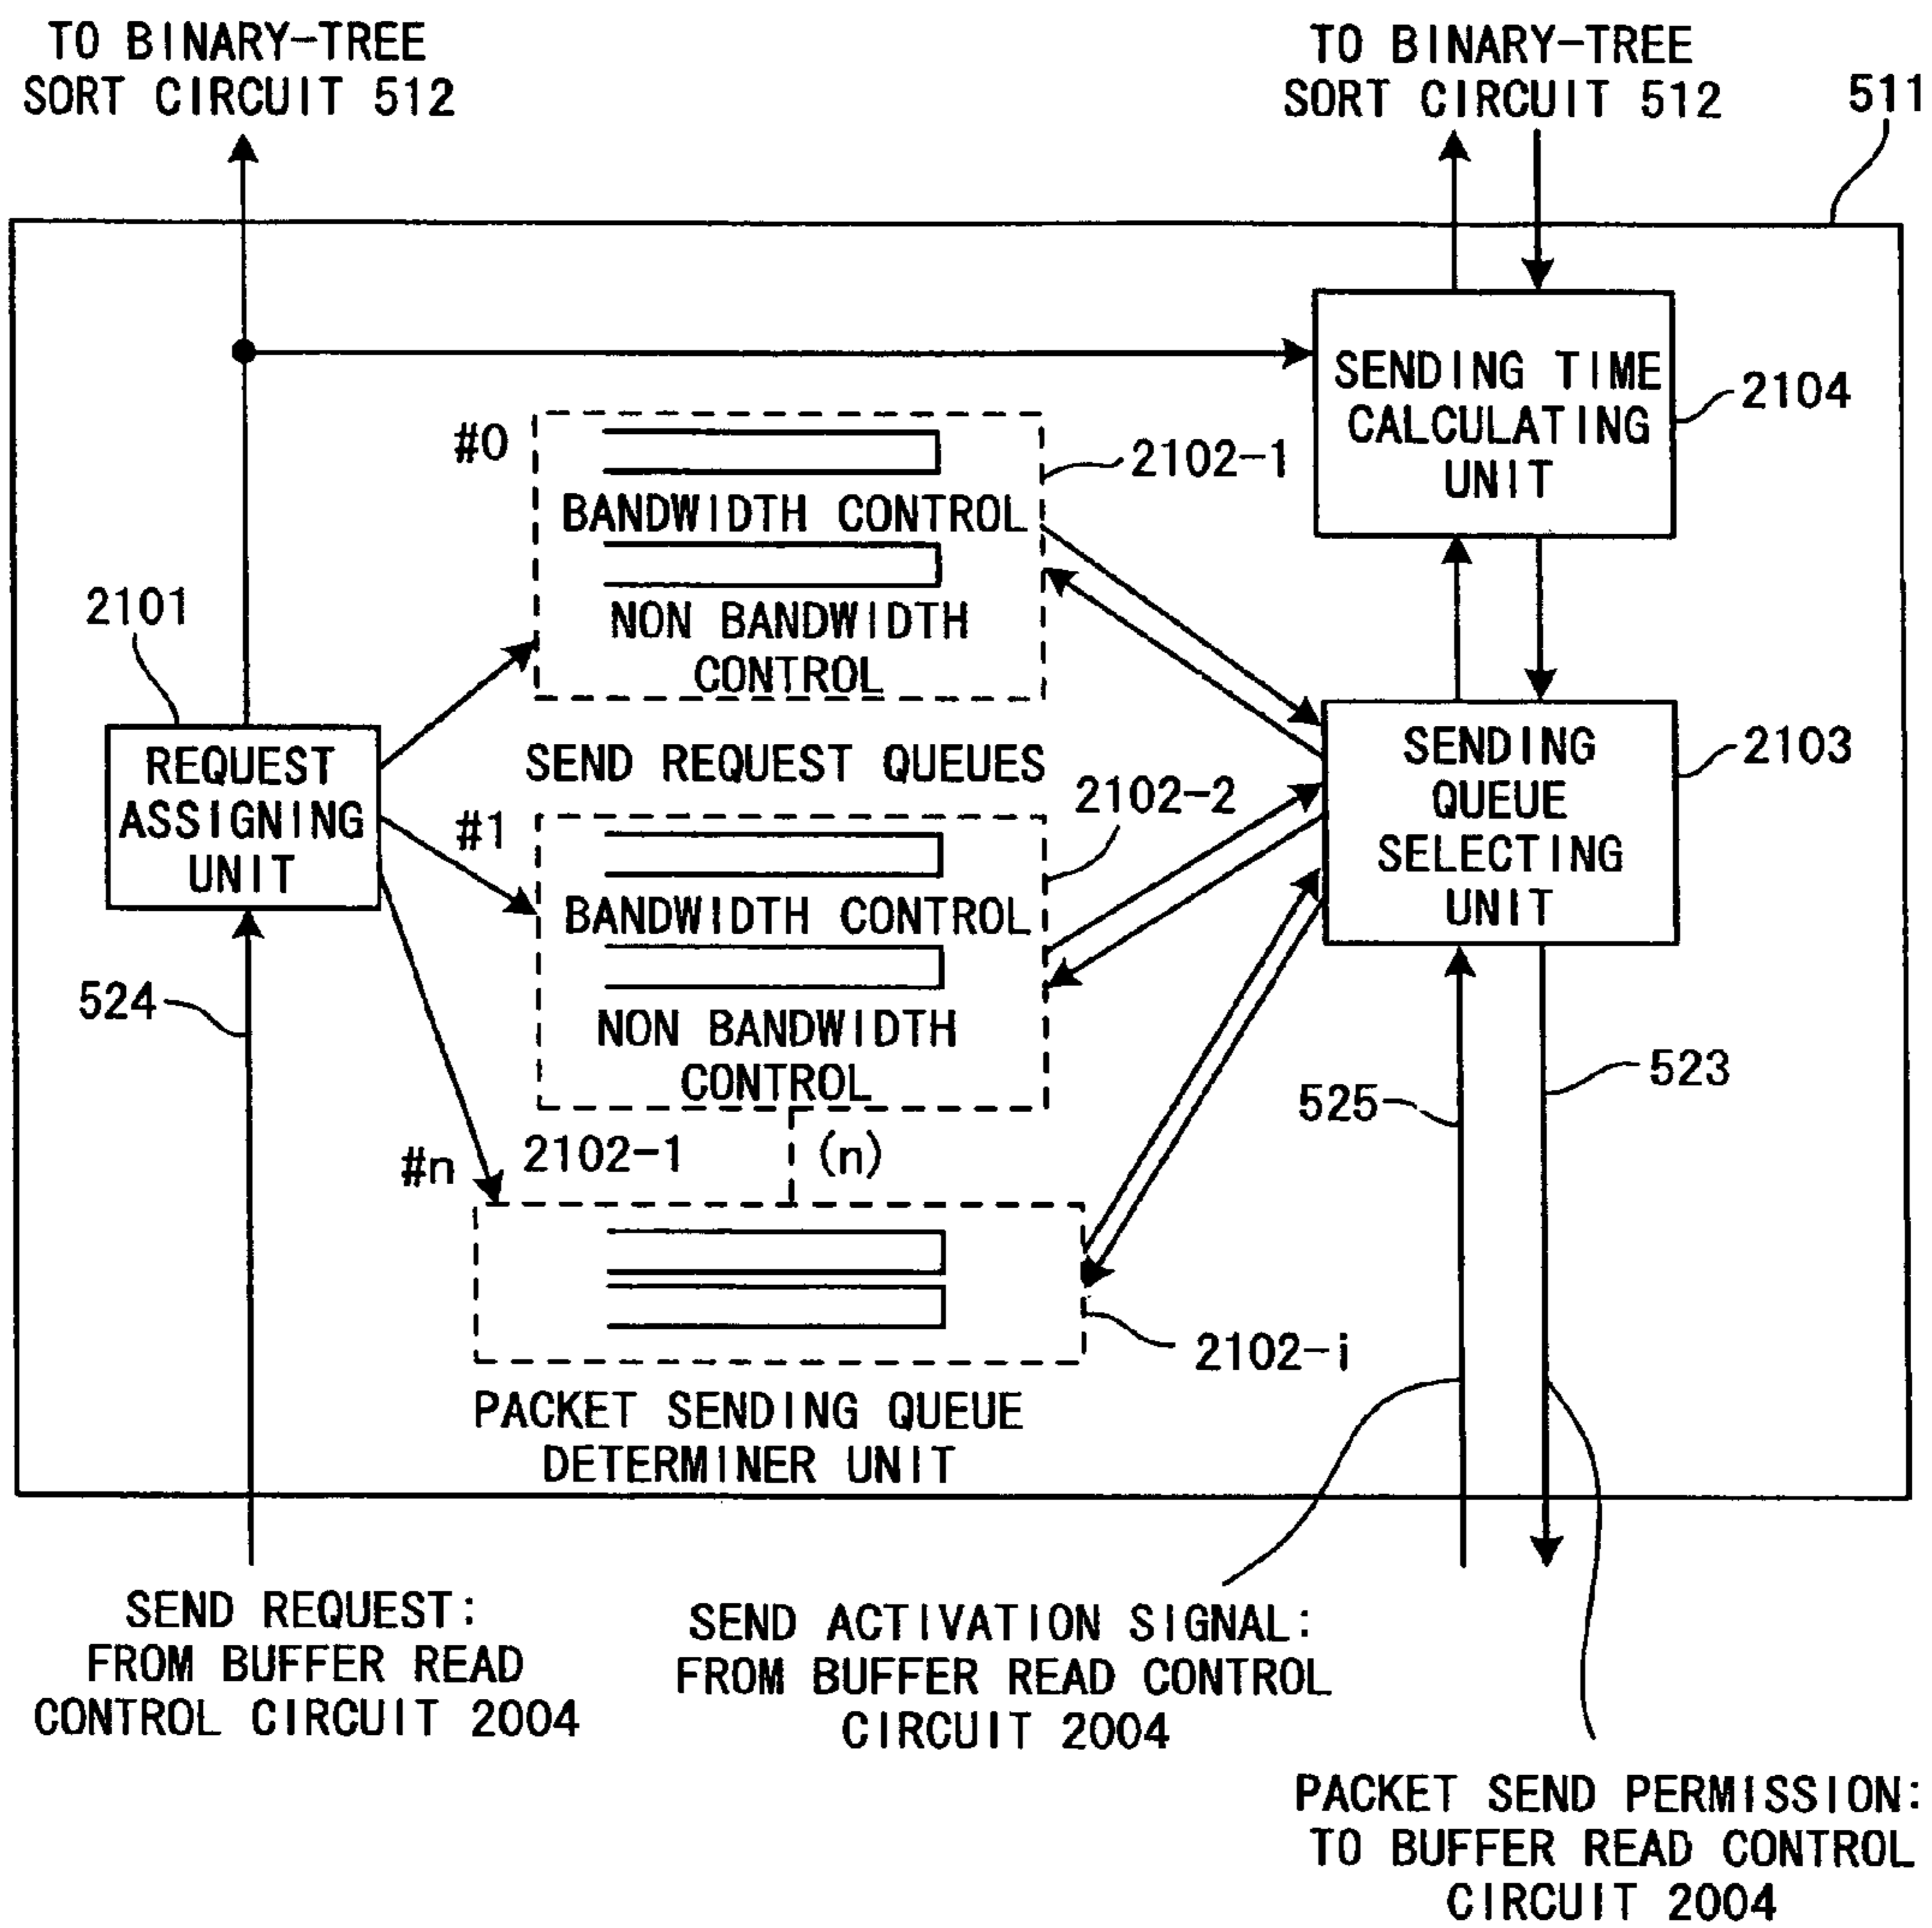 TO BINARY-TREE
SORT CIRCUIT 512
TO BINARY-TREE
SORT CIRCUIT 512
511
SENDING TIME
CALCULATING
UNIT
2104
#0
2102-1
BANDWIDTH CONTROL
NON BANDWIDTH
CONTROL
2101
REQUEST
ASSIGNING
UNIT
SEND REQUEST QUEUES
SENDING
QUEUE
SELECTING
UNIT
2103
#1
2102-2
BANDWIDTH CONTROL
NON BANDWIDTH
CONTROL
524
525
523
#n
2102-1
(n)
2102-i
PACKET SENDING QUEUE
DETERMINER UNIT
SEND REQUEST:
FROM BUFFER READ
CONTROL CIRCUIT 2004
SEND ACTIVATION SIGNAL:
FROM BUFFER READ CONTROL
CIRCUIT 2004
PACKET SEND PERMISSION:
TO BUFFER READ CONTROL
CIRCUIT 2004